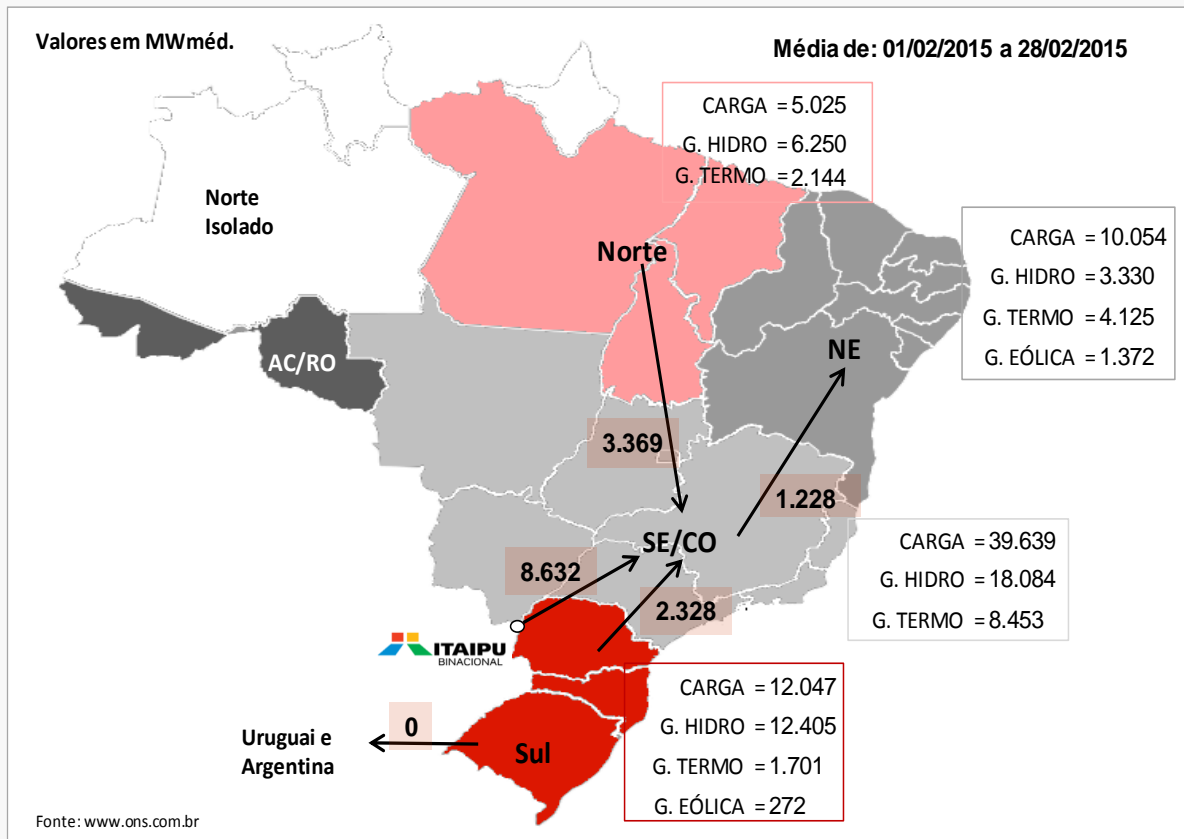 Valores em MWméd.
Média de: 01/02/2015 a 28/02/2015
CARGA = 5.025
G. HIDRO = 6.250
G. TERMO = 2.144
Norte
Isolado
Norte
CARGA = 10.054
G. HIDRO = 3.330
G. TERMO = 4.125
G. EÓLICA = 1.372
AC/RO
NE
3.369
1.228
SE/CO
8.632
2.328
CARGA = 39.639
G. HIDRO = 18.084
G. TERMO = 8.453
ITAIPU
BINACIONAL
CARGA = 12.047
G. HIDRO = 12.405
G. TERMO = 1.701
G. EÓLICA = 272
0
Uruguai e
Argentina
Sul
Fonte: www.ons.com.br